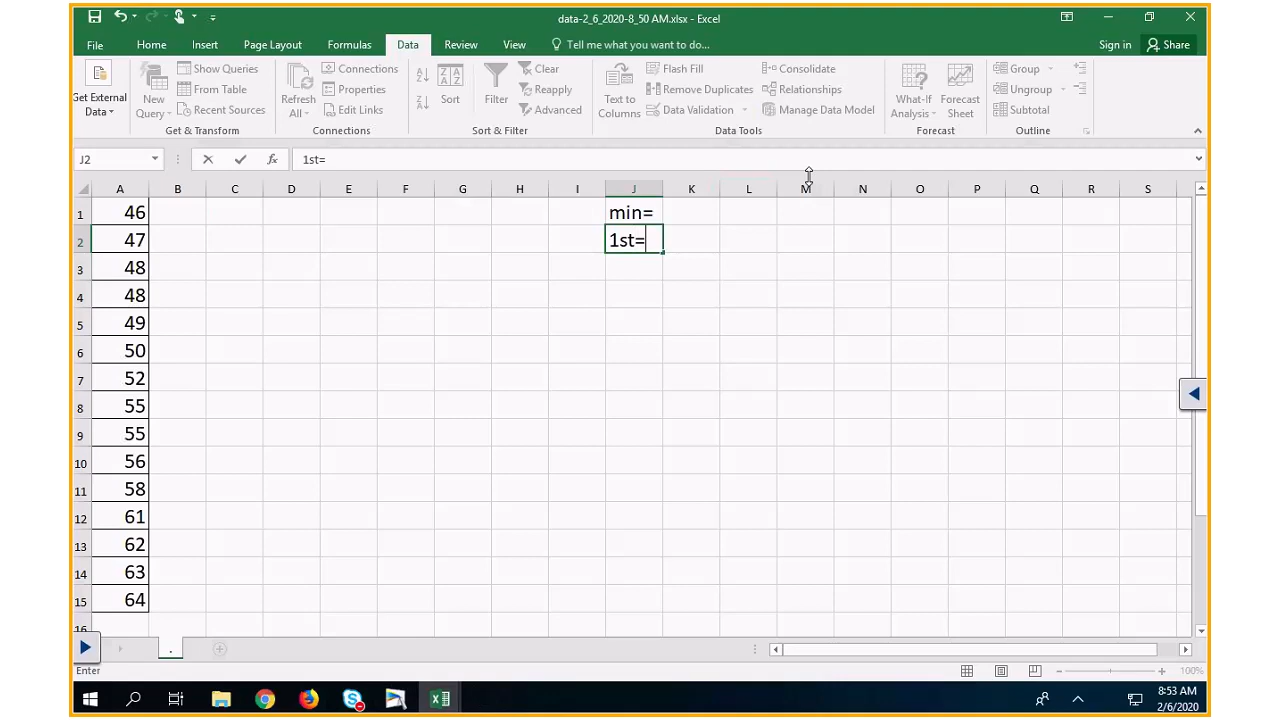 data-2_6_2020-8_50 AM.xlsx - Excel
File Home Insert Page Layout Formulas Data Review View Tell me what you want to do... Sign in Share
Get External Data
New Query
Show Queries
From Table
Recent Sources
Get & Transform
Refresh All
Connections
Properties
Edit Links
Connections
A Z
Z A
Z A A Z
Sort
Filter
Clear
Reapply
Advanced
Sort & Filter
Text to Columns
Flash Fill
Remove Duplicates
Data Validation
Consolidate
Relationships
Manage Data Model
Data Tools
What-If Analysis
Forecast Sheet
Forecast
Group
Ungroup
Subtotal
Outline
J2 fx 1st=
A B C D E F G H I J K L M N O P Q R S
1 46 min=
2 47 1st=
3 48
4 48
5 49
6 50
7 52
8 55
9 55
10 56
11 58
12 61
13 62
14 63
15 64
16
.
Enter 100%
8:53 AM
2/6/2020